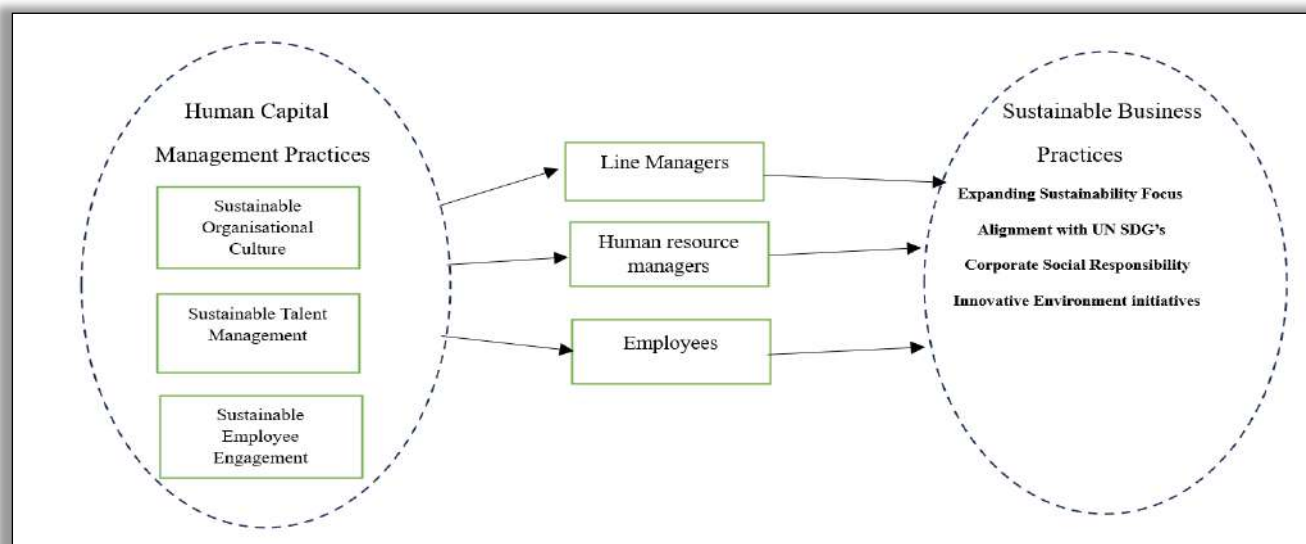 Human Capital
Management Practices
Sustainable
Organisational
Culture
Sustainable Talent
Management
Sustainable
Employee
Engagement
Line Managers
Human resource
managers
Employees
Sustainable Business
Practices
Expanding Sustainability Focus
Alignment with UN SDG's
Corporate Social Responsibility
Innovative Environment initiatives